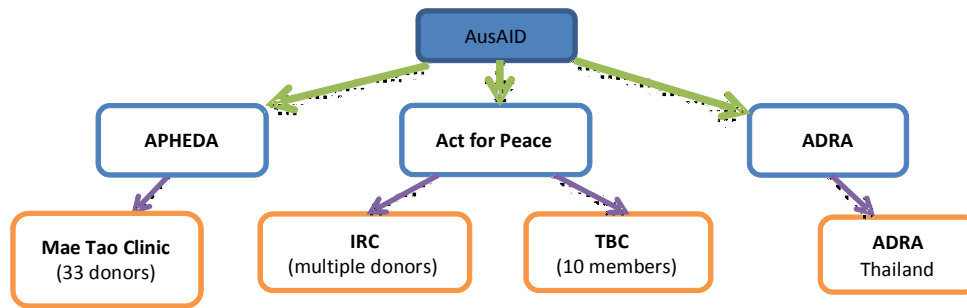 AusAID
APHEDA
Act for Peace
ADRA
Mae Tao Clinic
(33 donors)
IRC
(multiple donors)
TBC
(10 members)
ADRA
Thailand